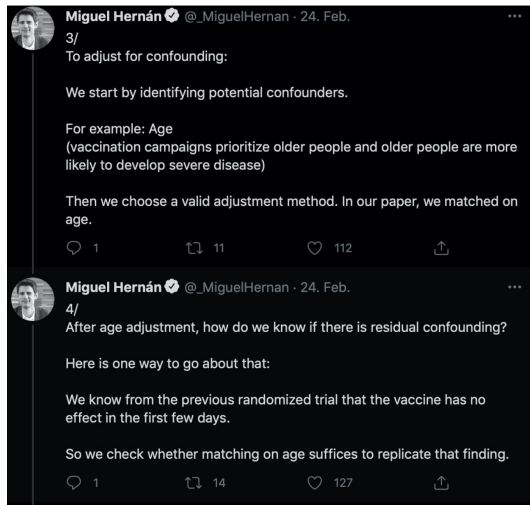 Miguel Hernán @_MiguelHernan · 24. Feb.
3/
To adjust for confounding:
We start by identifying potential confounders.
For example: Age
(vaccination campaigns prioritize older people and older people are more
likely to develop severe disease)
Then we choose a valid adjustment method. In our paper, we matched on
age.
1 11 112
Miguel Hernán @_MiguelHernan · 24. Feb.
4/
After age adjustment, how do we know if there is residual confounding?
Here is one way to go about that:
We know from the previous randomized trial that the vaccine has no
effect in the first few days.
So we check whether matching on age suffices to replicate that finding.
1 14 127